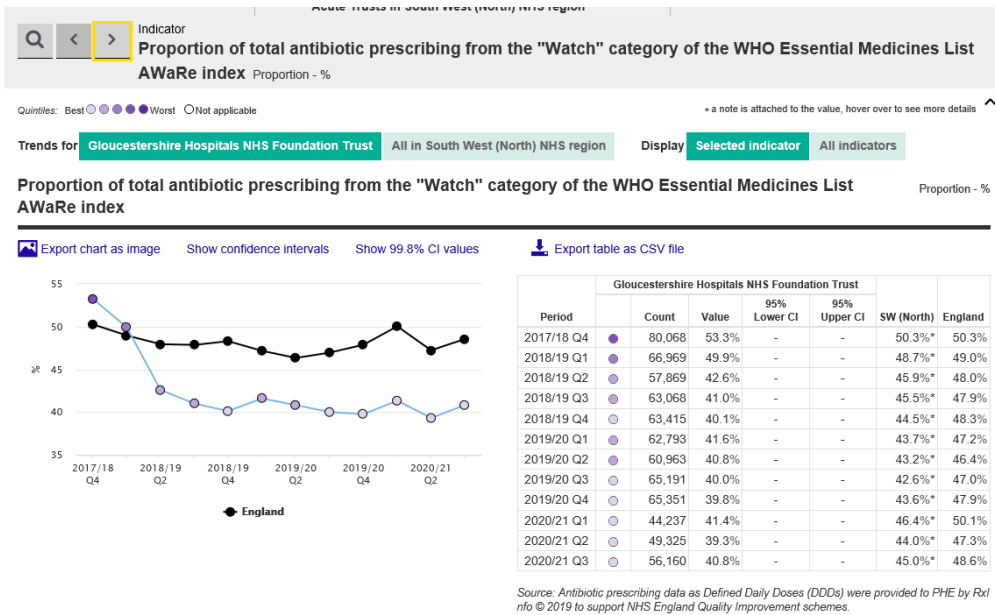 Acute Trusts in South West (North) NHS region
Indicator
Proportion of total antibiotic prescribing from the "Watch" category of the WHO Essential Medicines List
AWaRe index Proportion - %
Quintiles: Best Worst Not applicable
* a note is attached to the value, hover over to see more details
Trends for Gloucestershire Hospitals NHS Foundation Trust All in South West (North) NHS region Display Selected indicator All indicators
Proportion of total antibiotic prescribing from the "Watch" category of the WHO Essential Medicines List
AWaRe index
Proportion - %
Export chart as image Show confidence intervals Show 99.8% CI values
55
50
45
40
35
%
2017/18 Q4
2018/19 Q2
2018/19 Q4
2019/20 Q2
2019/20 Q4
2020/21 Q2
England
Export table as CSV file
Gloucestershire Hospitals NHS Foundation Trust
Period Count Value 95% Lower CI 95% Upper CI SW (North) England
2017/18 Q4 80,068 53.3% - - 50.3%* 50.3%
2018/19 Q1 66,969 49.9% - - 48.7%* 49.0%
2018/19 Q2 57,869 42.6% - - 45.9%* 48.0%
2018/19 Q3 63,068 41.0% - - 45.5%* 47.9%
2018/19 Q4 63,415 40.1% - - 44.5%* 48.3%
2019/20 Q1 62,793 41.6% - - 43.7%* 47.2%
2019/20 Q2 60,963 40.8% - - 43.2%* 46.4%
2019/20 Q3 65,191 40.0% - - 42.6%* 47.0%
2019/20 Q4 65,351 39.8% - - 43.6%* 47.9%
2020/21 Q1 44,237 41.4% - - 46.4%* 50.1%
2020/21 Q2 49,325 39.3% - - 44.0%* 47.3%
2020/21 Q3 56,160 40.8% - - 45.0%* 48.6%
Source: Antibiotic prescribing data as Defined Daily Doses (DDDs) were provided to PHE by RxI
nfo © 2019 to support NHS England Quality Improvement schemes.